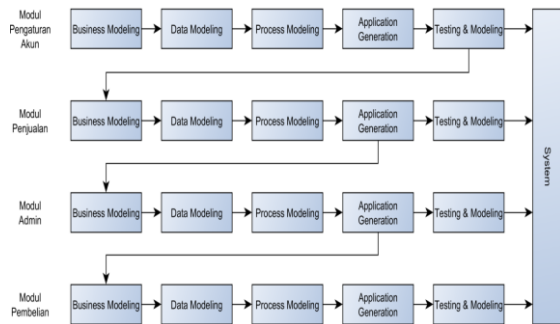 Modul
Pengaturan
Akun
Business Modeling
Data Modeling
Process Modeling
Application
Generation
Testing & Modeling
Modul
Penjualan
Business Modeling
Data Modeling
Process Modeling
Application
Generation
Testing & Modeling
Modul
Admin
Business Modeling
Data Modeling
Process Modeling
Application
Generation
Testing & Modeling
Modul
Pembelian
Business Modeling
Data Modeling
Process Modeling
Application
Generation
Testing & Modeling
System